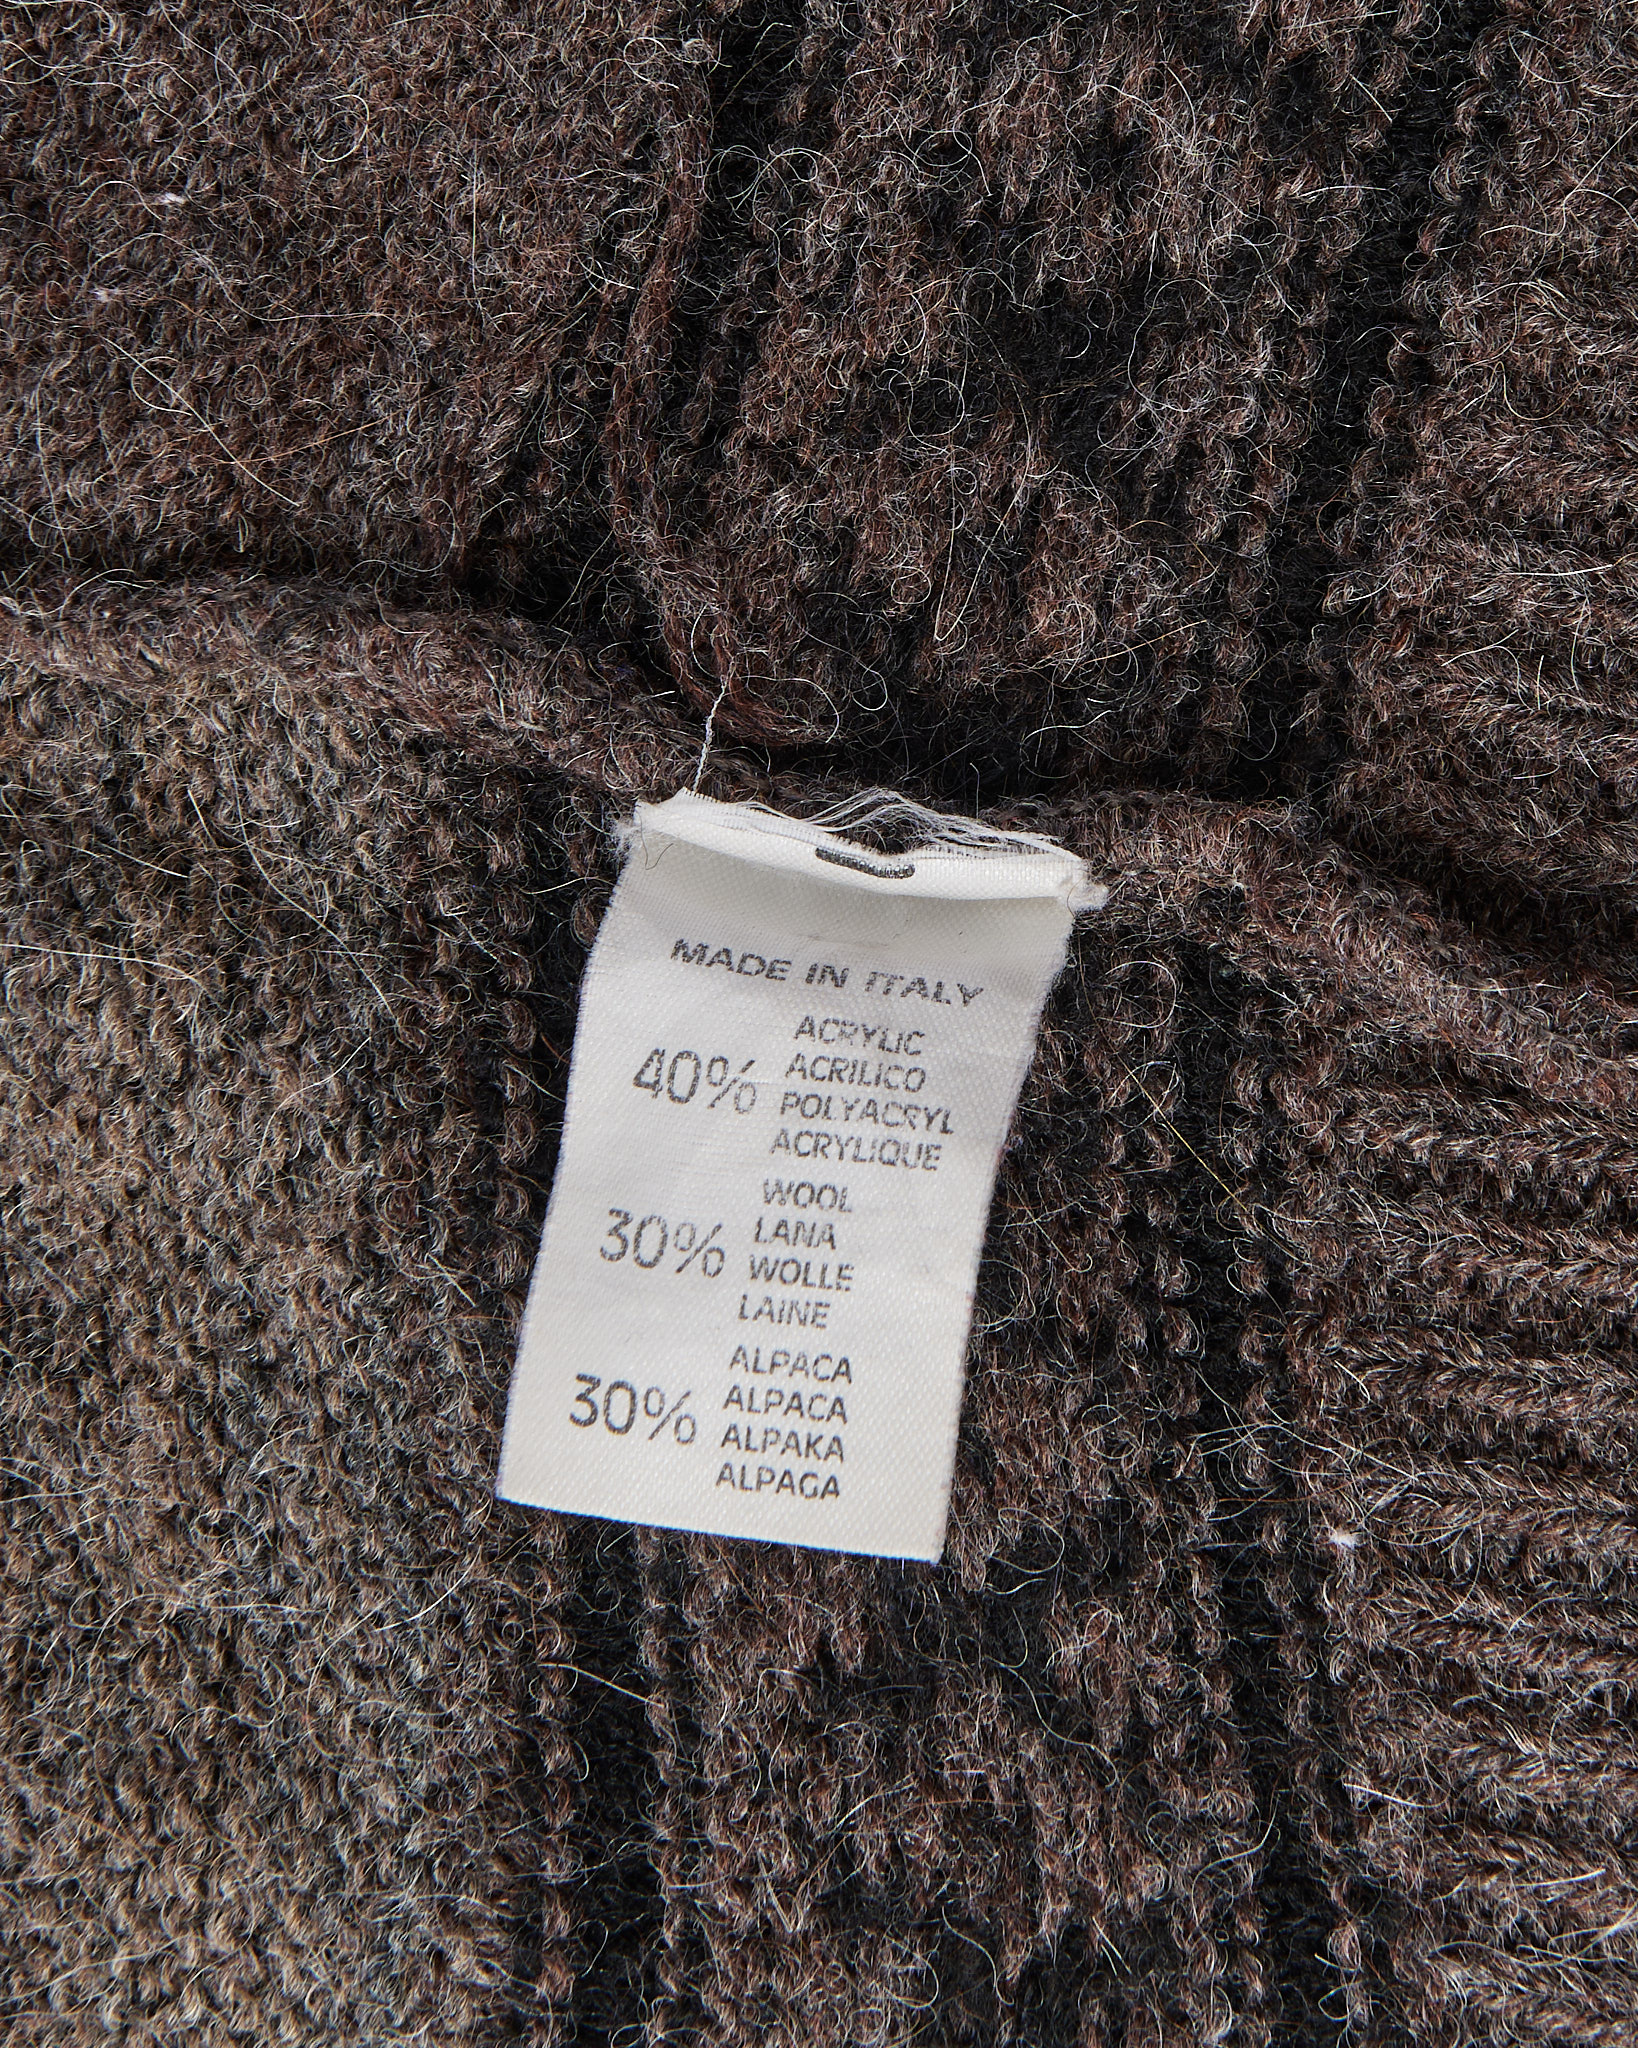 MADE IN ITALY
ACRYLIC
40% ACRILICO
POLYACRYL
ACRYLIQUE
WOOL
30% LANA
WOLLE
LAINE
ALPACA
30% ALPACA
ALPAKA
ALPAGA